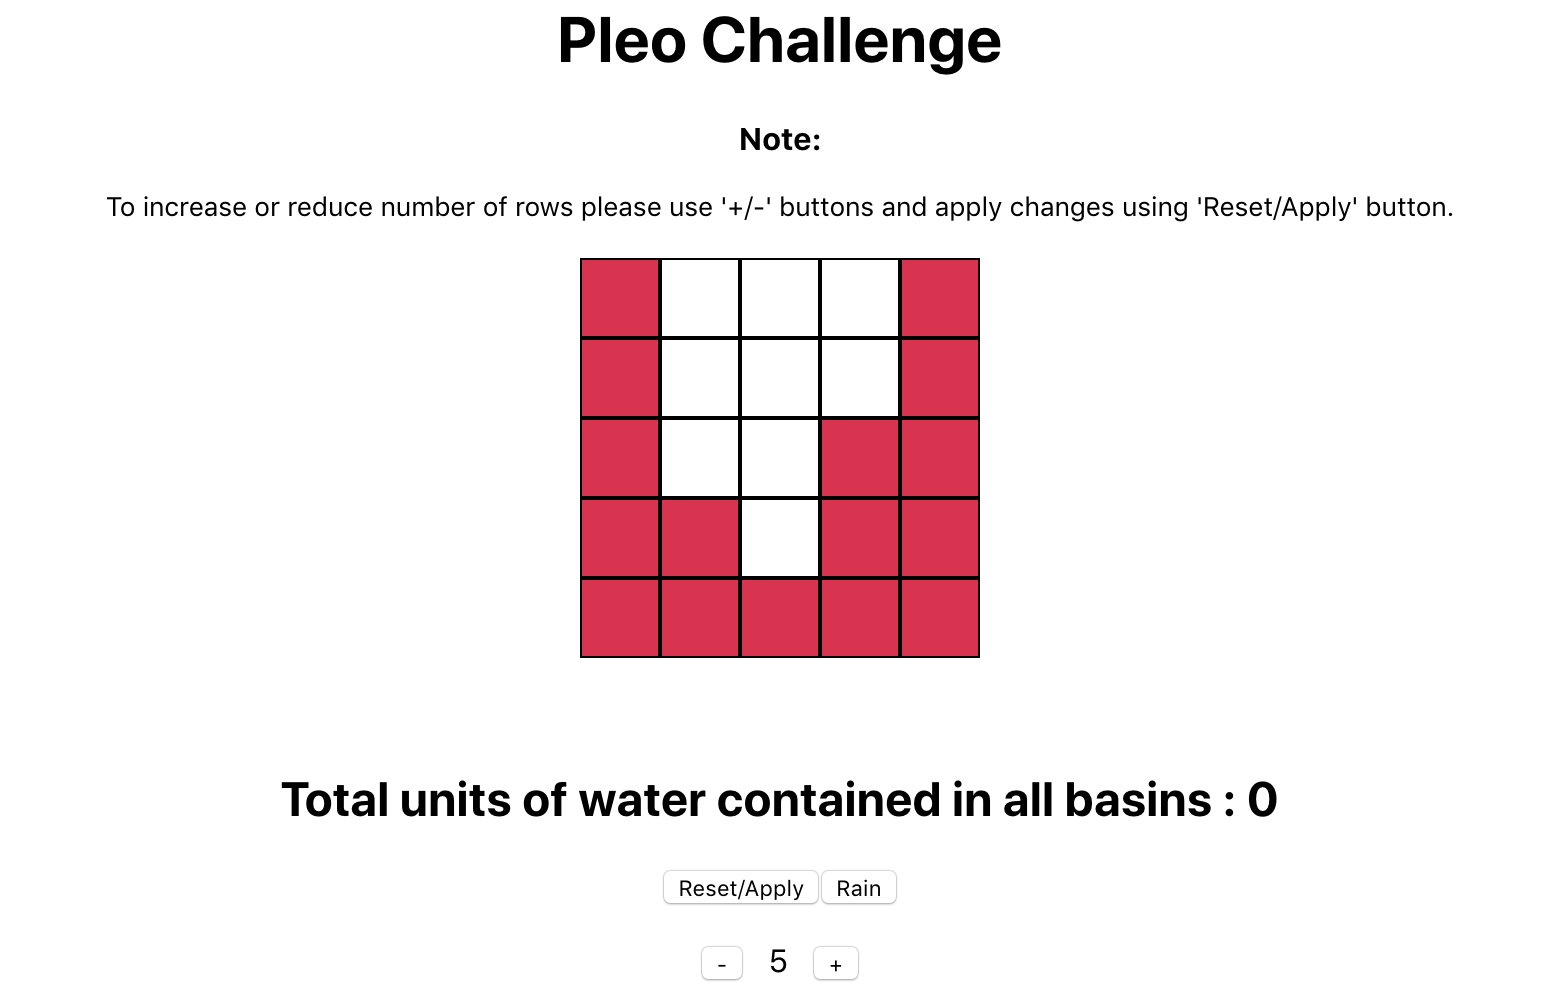 Pleo Challenge
Note:
To increase or reduce number of rows please use '+/-' buttons and apply changes using 'Reset/Apply' button.
Total units of water contained in all basins : 0
Reset/Apply Rain
- 5 +